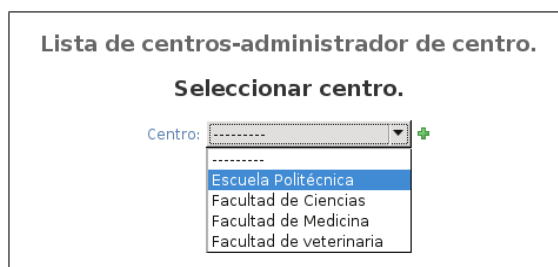 Lista de centros-administrador de centro.
Seleccionar centro.
Centro: ---------
---------
Escuela Politécnica
Facultad de Ciencias
Facultad de Medicina
Facultad de veterinaria